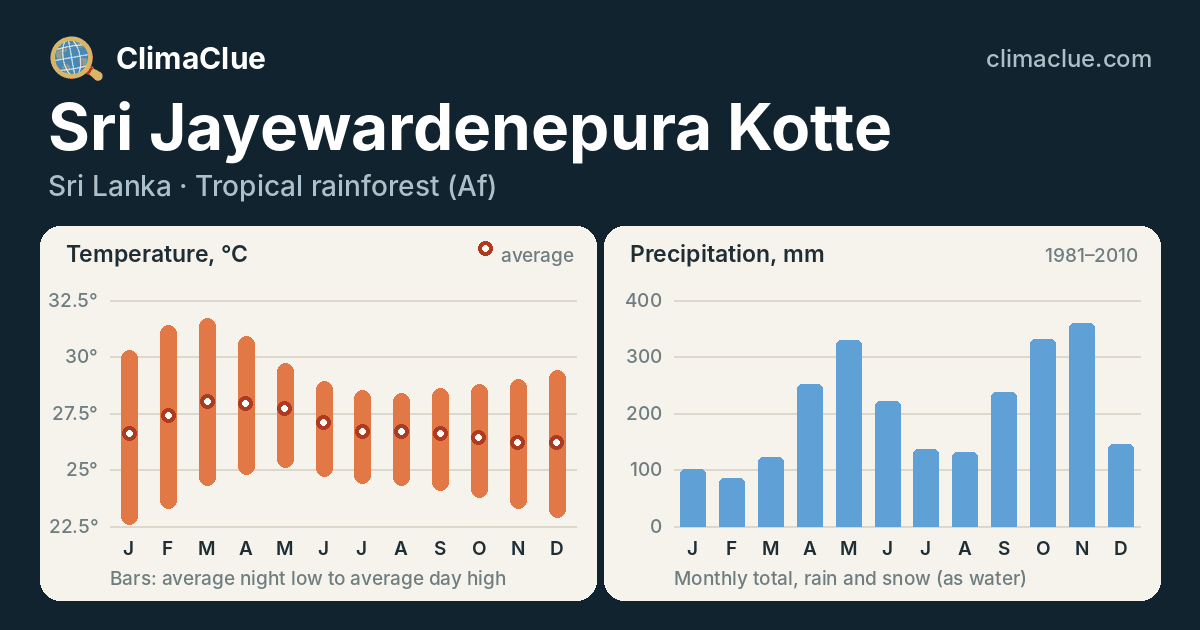 ClimaClue
climaclue.com
Sri Jayewardenepura Kotte
Sri Lanka · Tropical rainforest (Af)
Temperature, °C
average
32.5°
30°
27.5°
25°
22.5°
J F M A M J J A S O N D
Bars: average night low to average day high
Precipitation, mm
1981–2010
400
300
200
100
0
J F M A M J J A S O N D
Monthly total, rain and snow (as water)